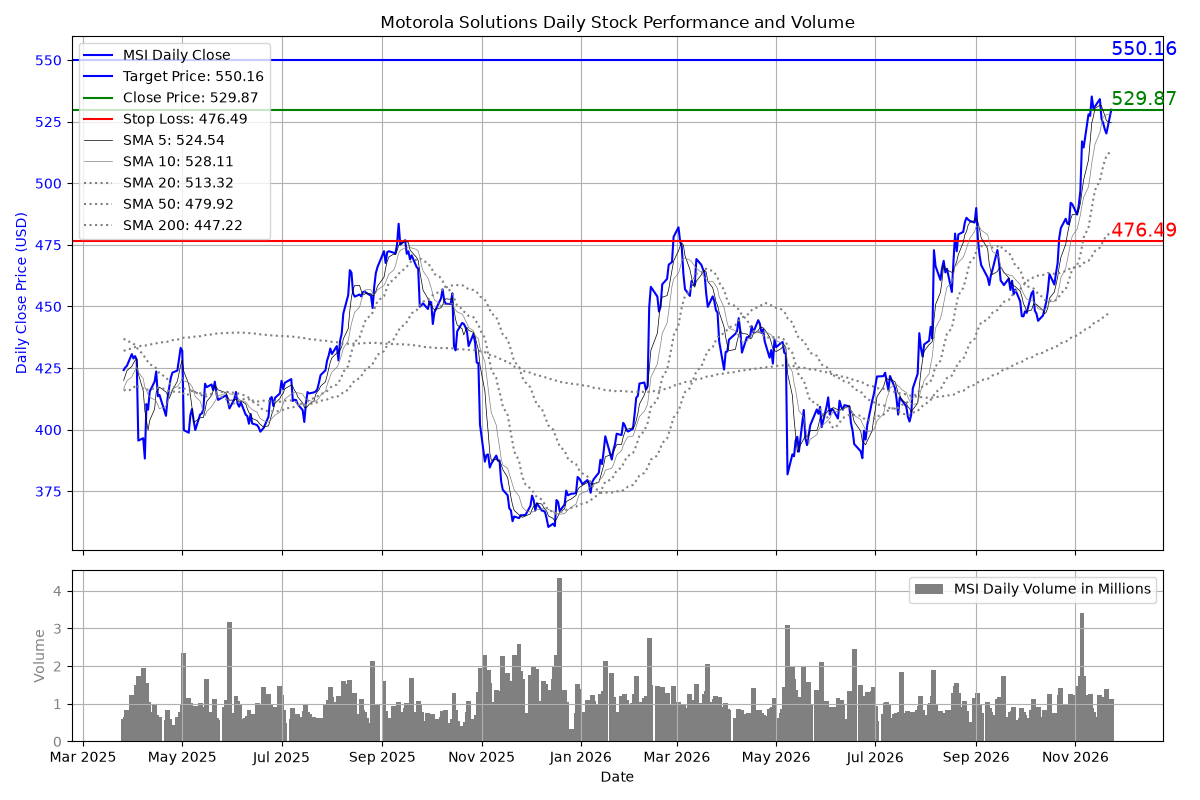 Motorola Solutions Daily Stock Performance and Volume
MSI Daily Close
Target Price: 550.16
Close Price: 529.87
Stop Loss: 476.49
SMA 5: 524.54
SMA 10: 528.11
SMA 20: 513.32
SMA 50: 479.92
SMA 200: 447.22
550.16
529.87
476.49
Daily Close Price (USD)
550
525
500
475
450
425
400
375
MSI Daily Volume in Millions
Volume
4
3
2
1
0
Mar 2025 May 2025 Jul 2025 Sep 2025 Nov 2025 Jan 2026 Mar 2026 May 2026 Jul 2026 Sep 2026 Nov 2026
Date